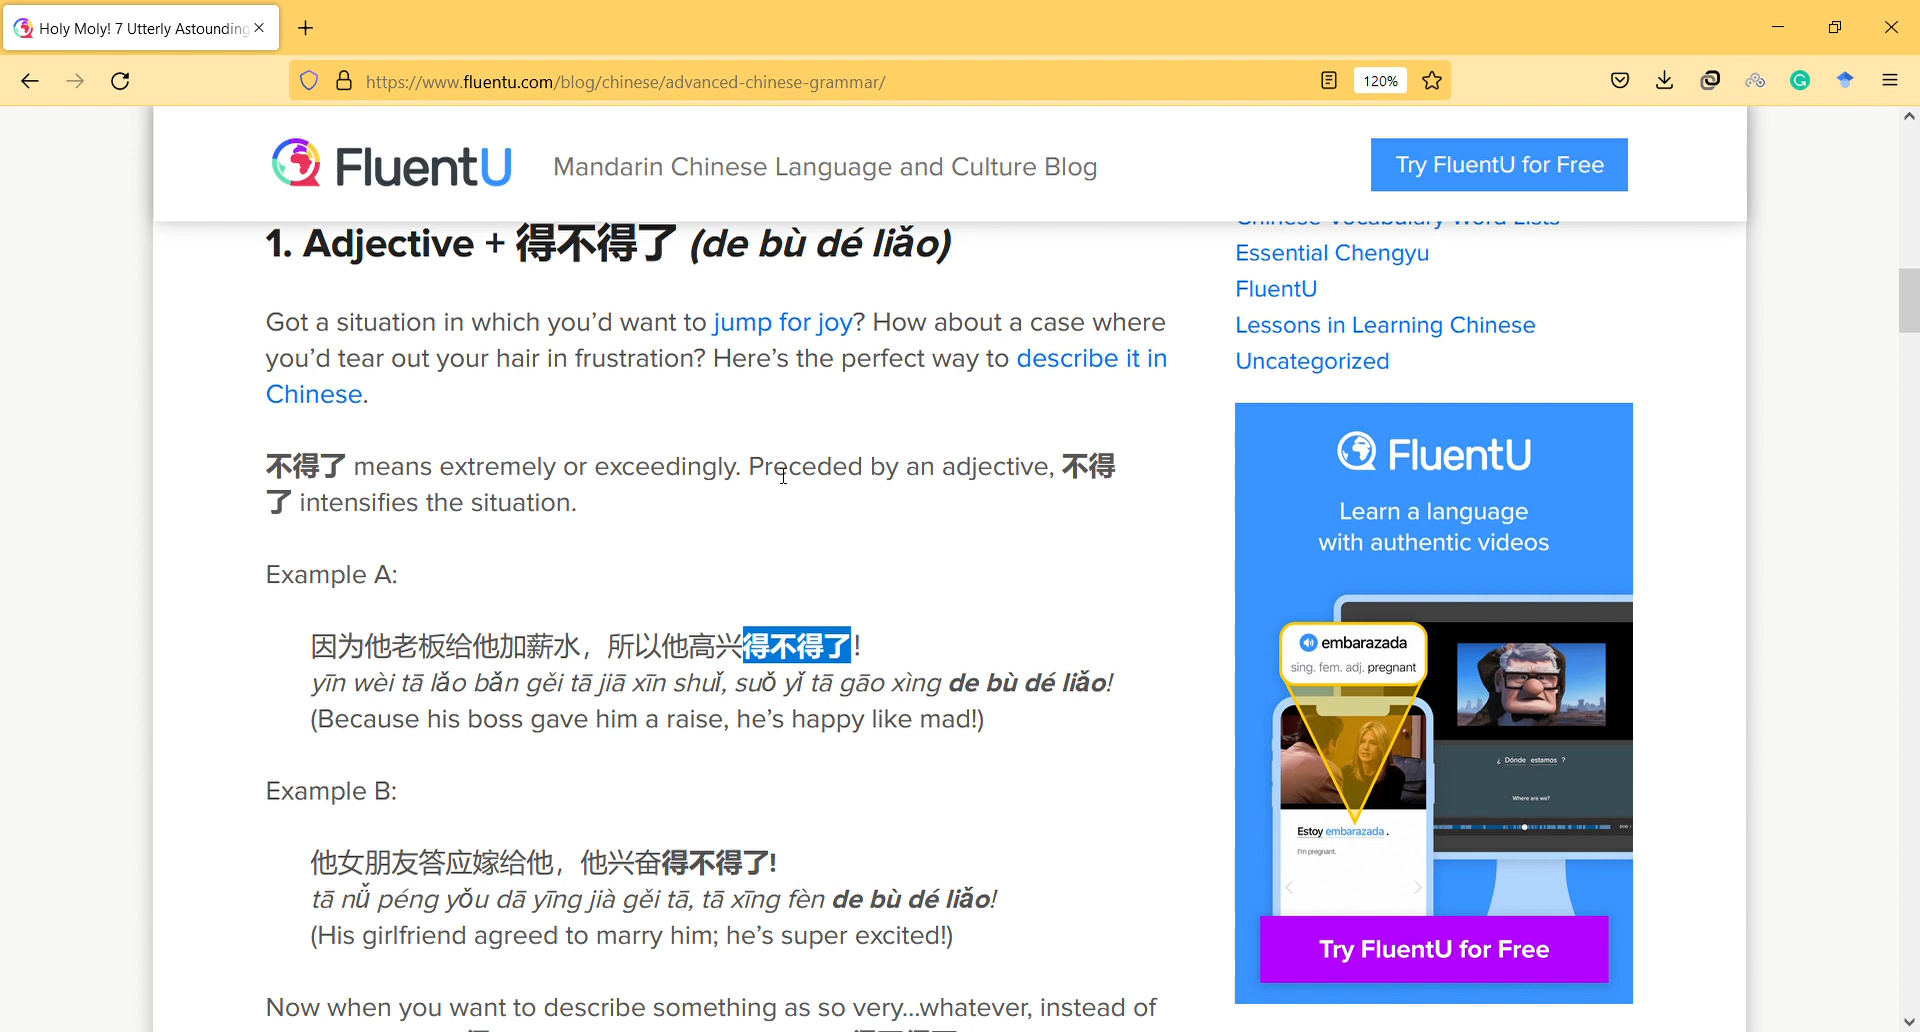 Holy Moly! 7 Utterly Astounding
https://www.fluentu.com/blog/chinese/advanced-chinese-grammar/
120%
FluentU
Mandarin Chinese Language and Culture Blog
Try FluentU for Free
1. Adjective + 得不得了 (de bù dé liǎo)
Got a situation in which you’d want to jump for joy? How about a case where
you’d tear out your hair in frustration? Here’s the perfect way to describe it in
Chinese.
不得了 means extremely or exceedingly. Preceded by an adjective, 不得
了 intensifies the situation.
Example A:
因为他老板给他加薪水，所以他高兴得不得了！
yīn wèi tā lǎo bǎn gěi tā jiā xīn shuǐ, suǒ yǐ tā gāo xìng de bù dé liǎo!
(Because his boss gave him a raise, he’s happy like mad!)
Example B:
他女朋友答应嫁给他，他兴奋得不得了!
tā nǚ péng yǒu dā yīng jià gěi tā, tā xīng fèn de bù dé liǎo!
(His girlfriend agreed to marry him; he’s super excited!)
Now when you want to describe something as so very...whatever, instead of
Chinese Vocabulary Word Lists
Essential Chengyu
FluentU
Lessons in Learning Chinese
Uncategorized
FluentU
Learn a language
with authentic videos
embarazada
sing. fem. adj. pregnant
¿ Dónde estamos ?
Where are we?
Estoy embarazada .
I'm pregnant.
Try FluentU for Free